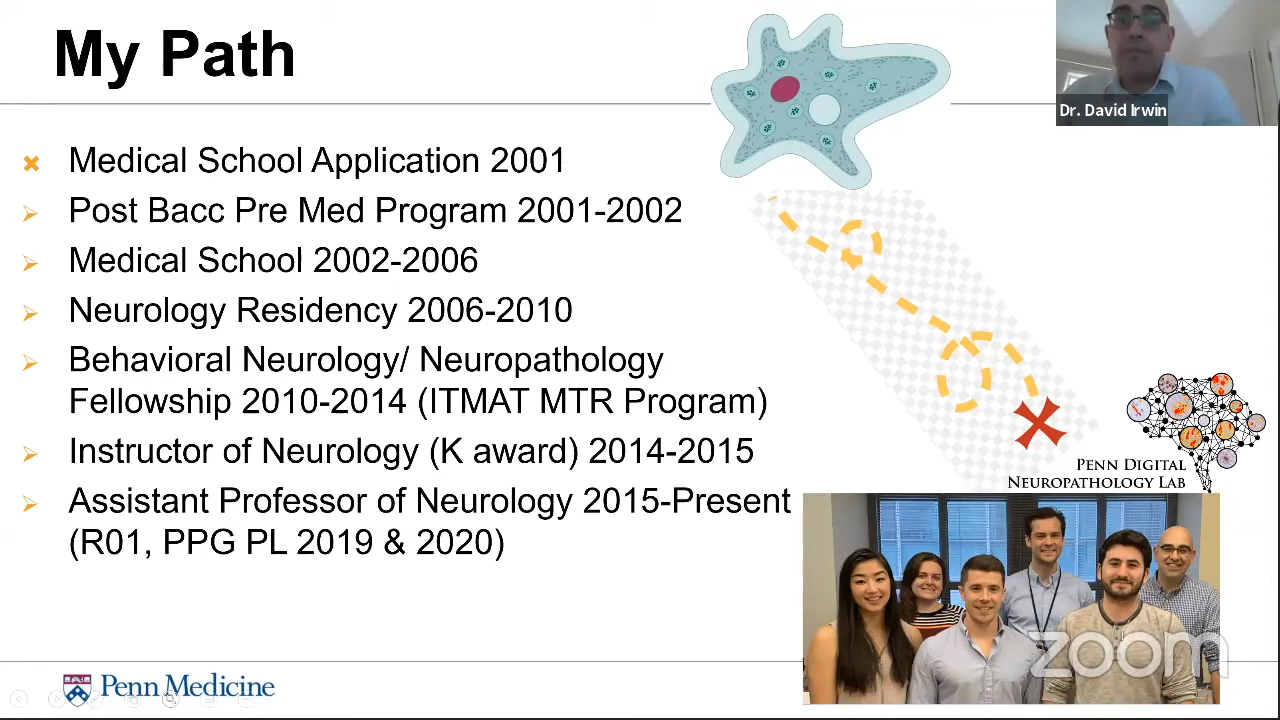 My Path
Dr. David Irwin
Medical School Application 2001
Post Bacc Pre Med Program 2001-2002
Medical School 2002-2006
Neurology Residency 2006-2010
Behavioral Neurology/ Neuropathology
Fellowship 2010-2014 (ITMAT MTR Program)
Instructor of Neurology (K award) 2014-2015
Assistant Professor of Neurology 2015-Present
(R01, PPG PL 2019 & 2020)
PENN DIGITAL
NEUROPATHOLOGY LAB
zoom
Penn Medicine